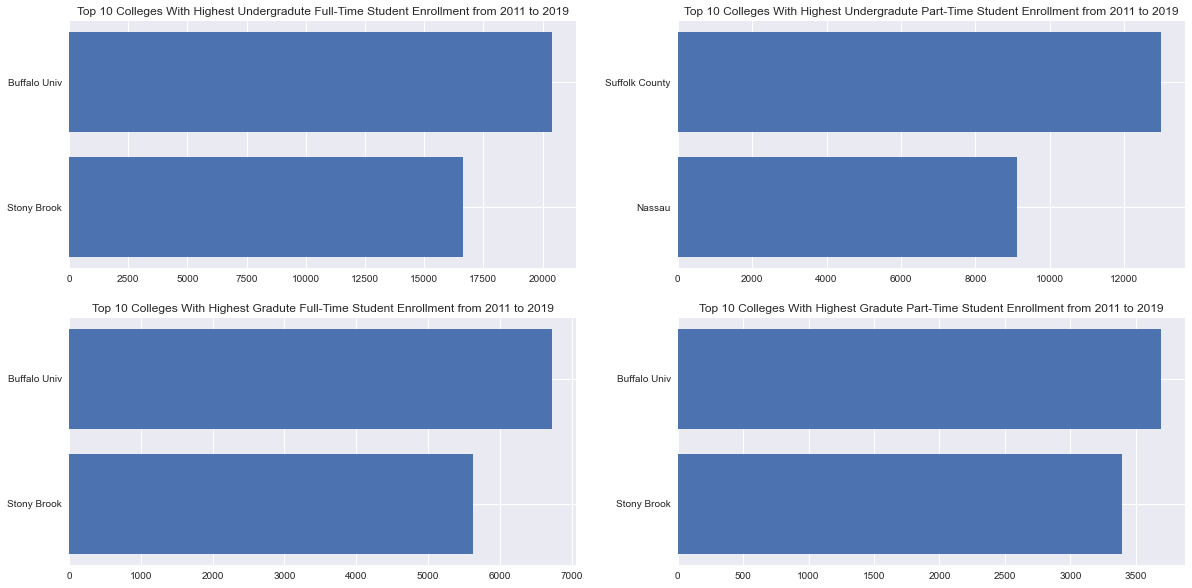 Top 10 Colleges With Highest Undergradute Full-Time Student Enrollment from 2011 to 2019
Buffalo Univ
Stony Brook
0 2500 5000 7500 10000 12500 15000 17500 20000
Top 10 Colleges With Highest Undergradute Part-Time Student Enrollment from 2011 to 2019
Suffolk County
Nassau
0 2000 4000 6000 8000 10000 12000
Top 10 Colleges With Highest Gradute Full-Time Student Enrollment from 2011 to 2019
Buffalo Univ
Stony Brook
0 1000 2000 3000 4000 5000 6000 7000
Top 10 Colleges With Highest Gradute Part-Time Student Enrollment from 2011 to 2019
Buffalo Univ
Stony Brook
0 500 1000 1500 2000 2500 3000 3500